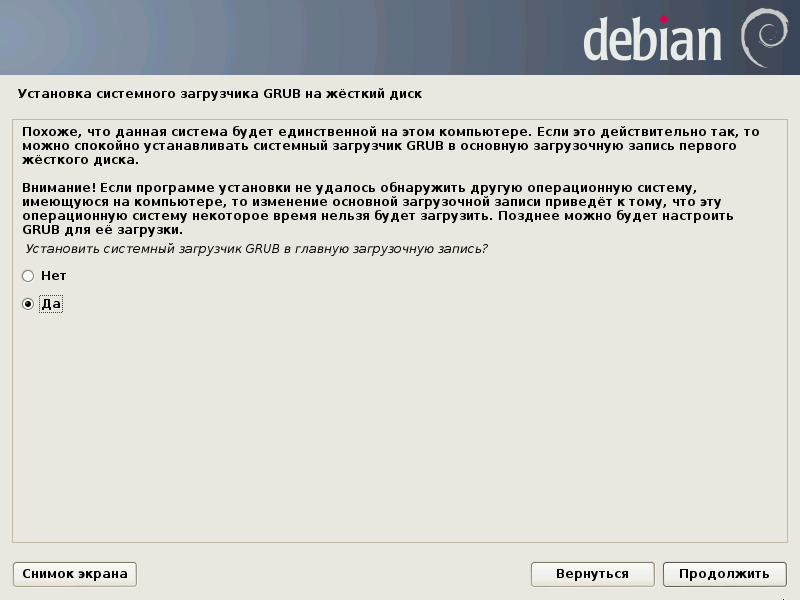 debian
Установка системного загрузчика GRUB на жёсткий диск
Похоже, что данная система будет единственной на этом компьютере. Если это действительно так, то
можно спокойно устанавливать системный загрузчик GRUB в основную загрузочную запись первого
жёсткого диска.
Внимание! Если программе установки не удалось обнаружить другую операционную систему,
имеющуюся на компьютере, то изменение основной загрузочной записи приведёт к тому, что эту
операционную систему некоторое время нельзя будет загрузить. Позднее можно будет настроить
GRUB для её загрузки.
Установить системный загрузчик GRUB в главную загрузочную запись?
Нет
Да
Снимок экрана
Вернуться
Продолжить